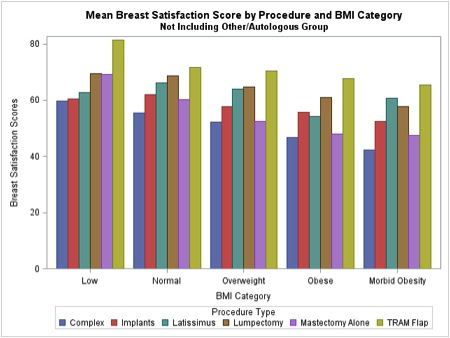 Mean Breast Satisfaction Score by Procedure and BMI Category
Not Including Other/Autologous Group
Breast Satisfaction Scores
80
60
40
20
0
Low Normal Overweight Obese Morbid Obesity
BMI Category
Procedure Type
Complex Implants Latissimus Lumpectomy Mastectomy Alone TRAM Flap